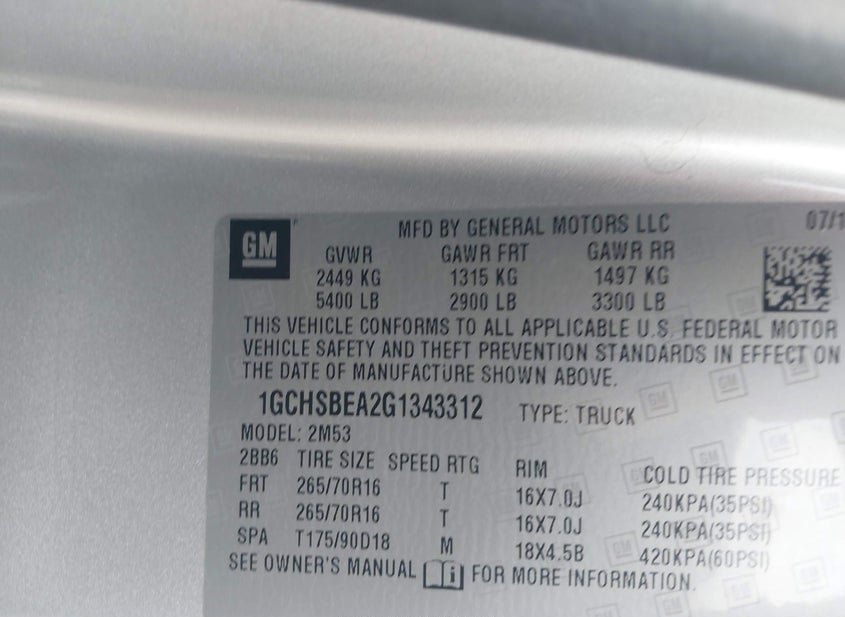 GM
MFD BY GENERAL MOTORS LLC 07/1
GVWR GAWR FRT GAWR RR
2449 KG 1315 KG 1497 KG
5400 LB 2900 LB 3300 LB
THIS VEHICLE CONFORMS TO ALL APPLICABLE U.S. FEDERAL MOTOR
VEHICLE SAFETY AND THEFT PREVENTION STANDARDS IN EFFECT ON
THE DATE OF MANUFACTURE SHOWN ABOVE.
1GCHSBEA2G1343312 TYPE: TRUCK
MODEL: 2M53
2BB6 TIRE SIZE SPEED RTG RIM COLD TIRE PRESSURE
FRT 265/70R16 T 16X7.0J 240KPA(35PSI)
RR 265/70R16 T 16X7.0J 240KPA(35PSI)
SPA T175/90D18 M 18X4.5B 420KPA(60PSI)
SEE OWNER'S MANUAL i FOR MORE INFORMATION.